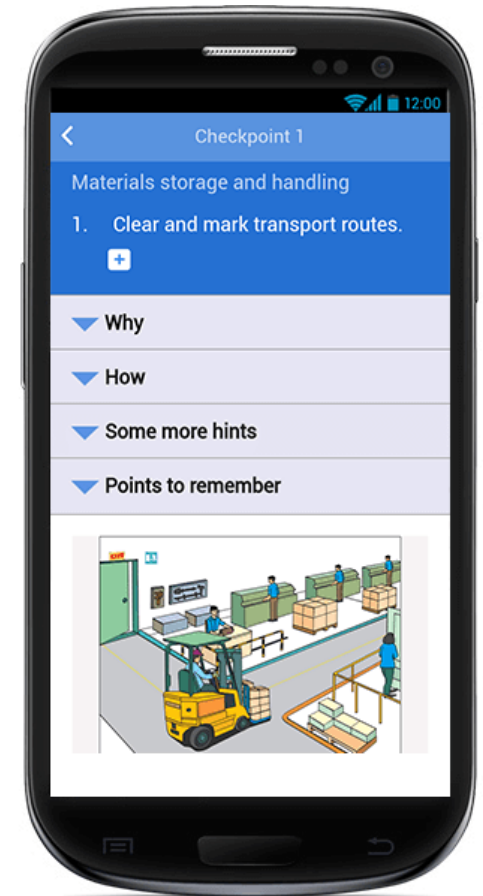 12:00
Checkpoint 1
Materials storage and handling
1. Clear and mark transport routes.
Why
How
Some more hints
Points to remember
EXIT